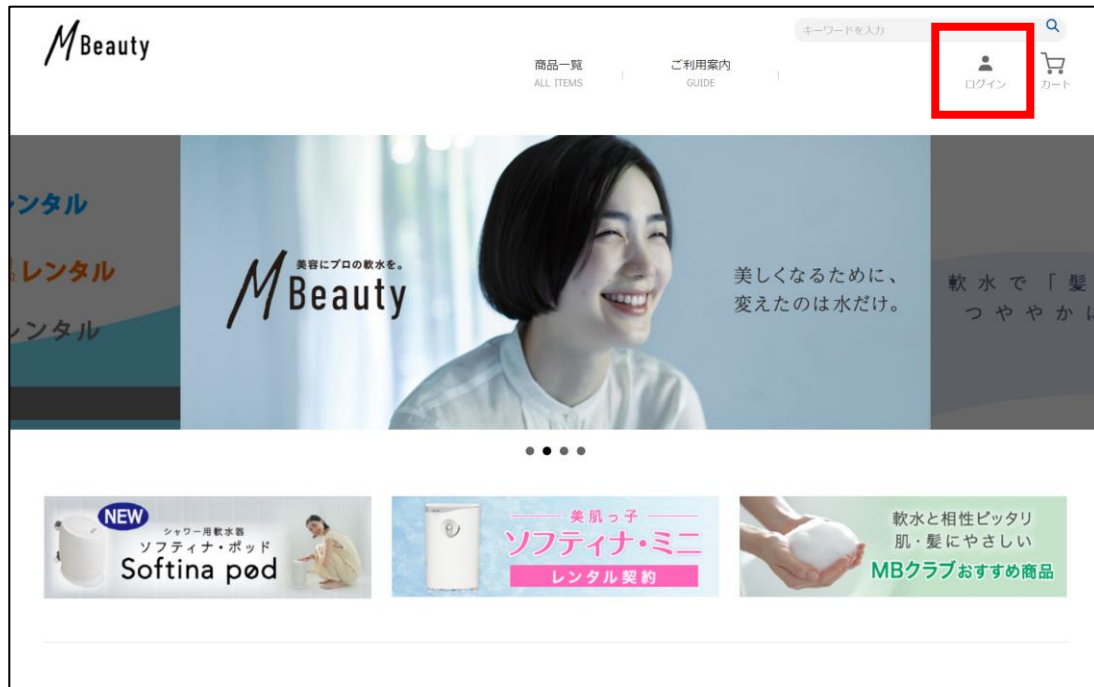 M Beauty
キーワードを入力
商品一覧
ALL ITEMS
ご利用案内
GUIDE
ログイン
カート
ンタル
レンタル
ンタル
美容にプロの軟水を。
M Beauty
美しくなるために、
変えたのは水だけ。
軟水で「髪
つややかに
NEW
シャワー用軟水器
ソフティナ・ポッド
Softina pød
美肌っ子
ソフティナ・ミニ
レンタル契約
軟水と相性ピッタリ
肌・髪にやさしい
MBクラブおすすめ商品